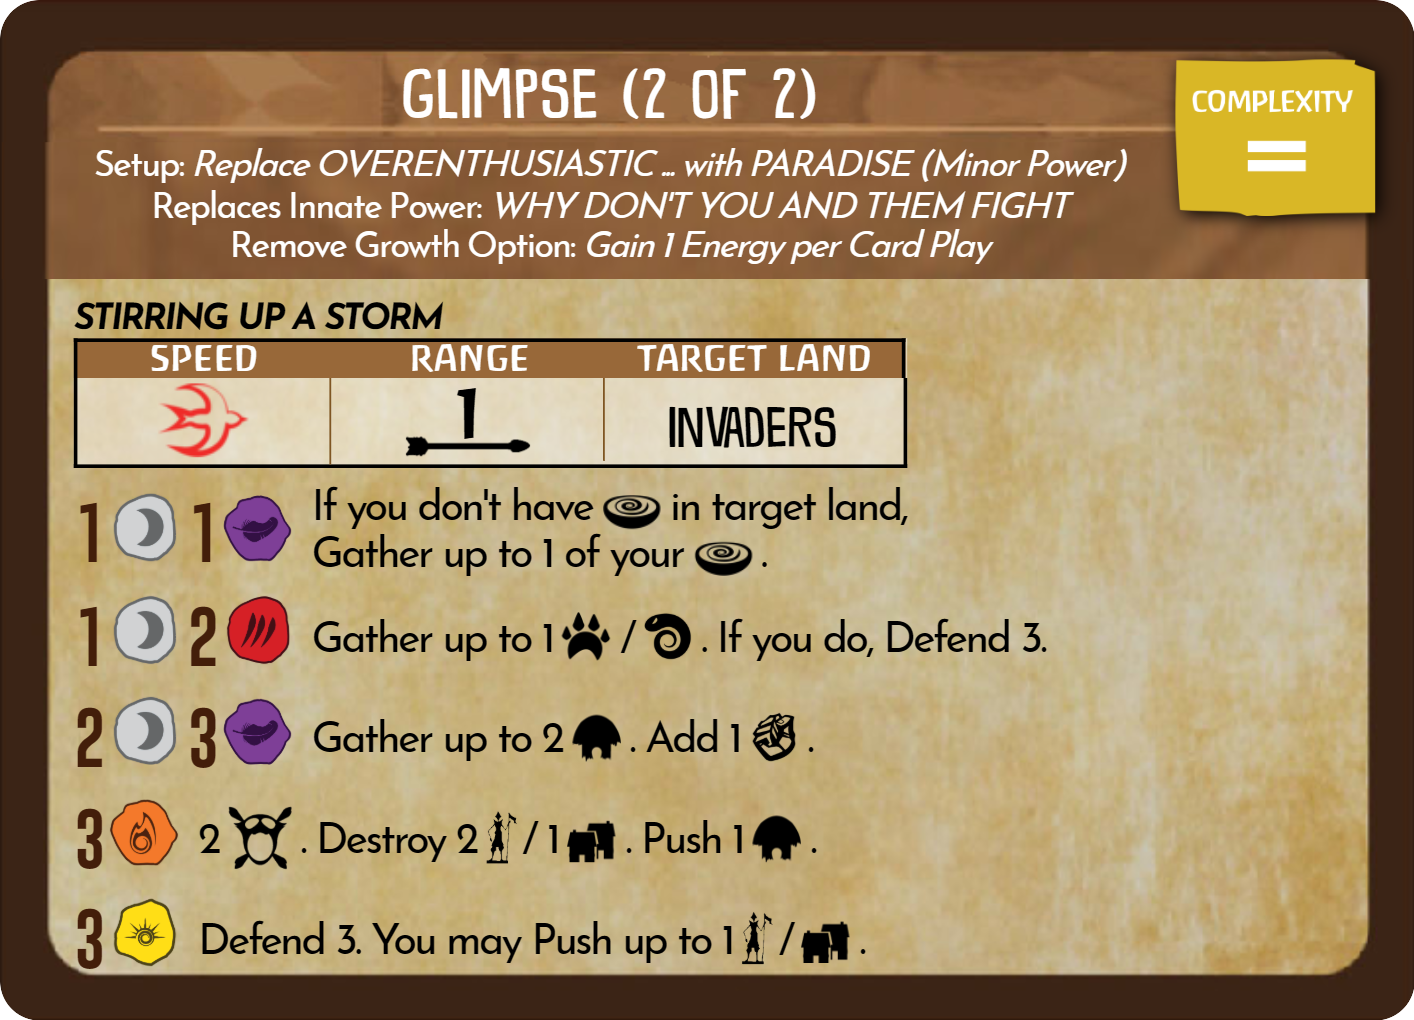 GLIMPSE (2 OF 2)
COMPLEXITY
=
Setup: Replace OVERENTHUSIASTIC ... with PARADISE (Minor Power)
Replaces Innate Power: WHY DON'T YOU AND THEM FIGHT
Remove Growth Option: Gain 1 Energy per Card Play
STIRRING UP A STORM
SPEED RANGE TARGET LAND
1 INVADERS
1 1 If you don't have in target land,
Gather up to 1 of your .
1 2 Gather up to 1 / . If you do, Defend 3.
2 3 Gather up to 2 . Add 1 .
3 2 . Destroy 2 / 1 . Push 1 .
3 Defend 3. You may Push up to 1 / .